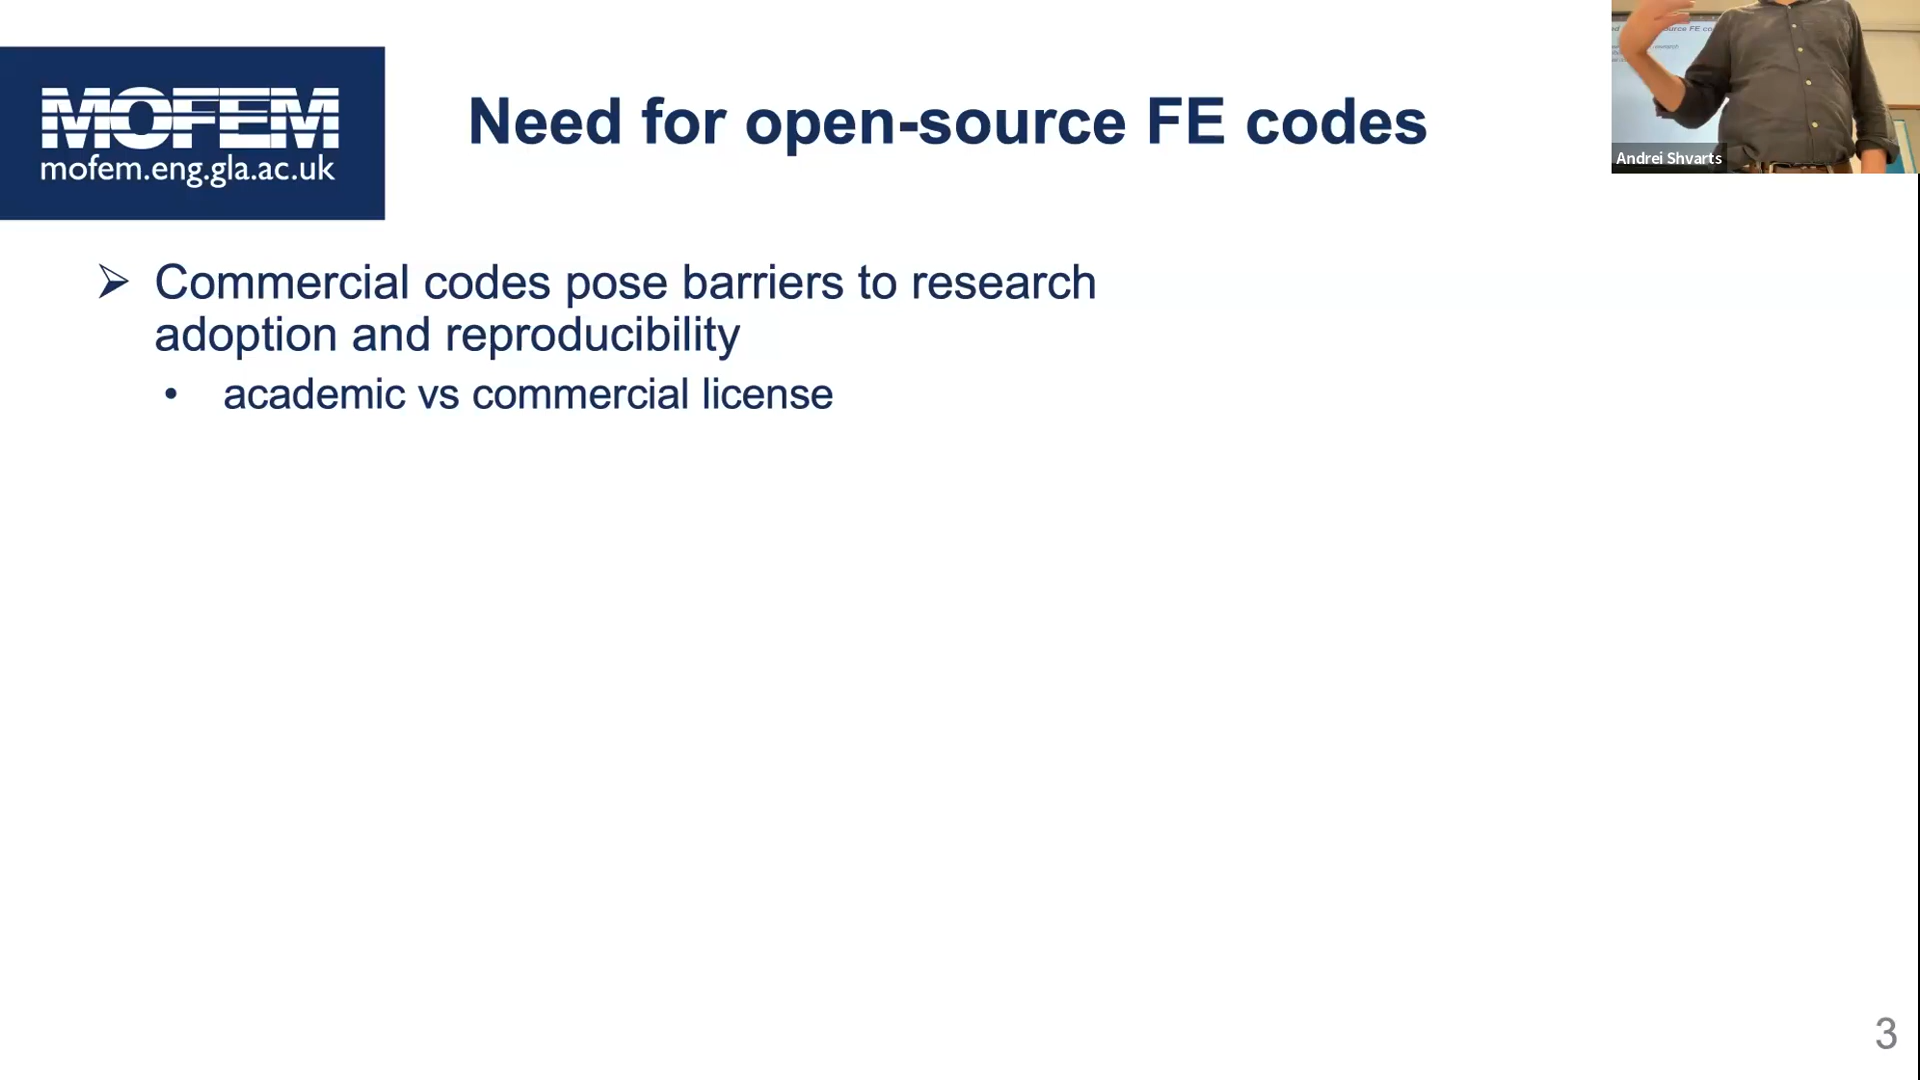 MOFEM
mofem.eng.gla.ac.uk
Need for open-source FE codes
➢ Commercial codes pose barriers to research
adoption and reproducibility
• academic vs commercial license
Andrei Shvarts
3